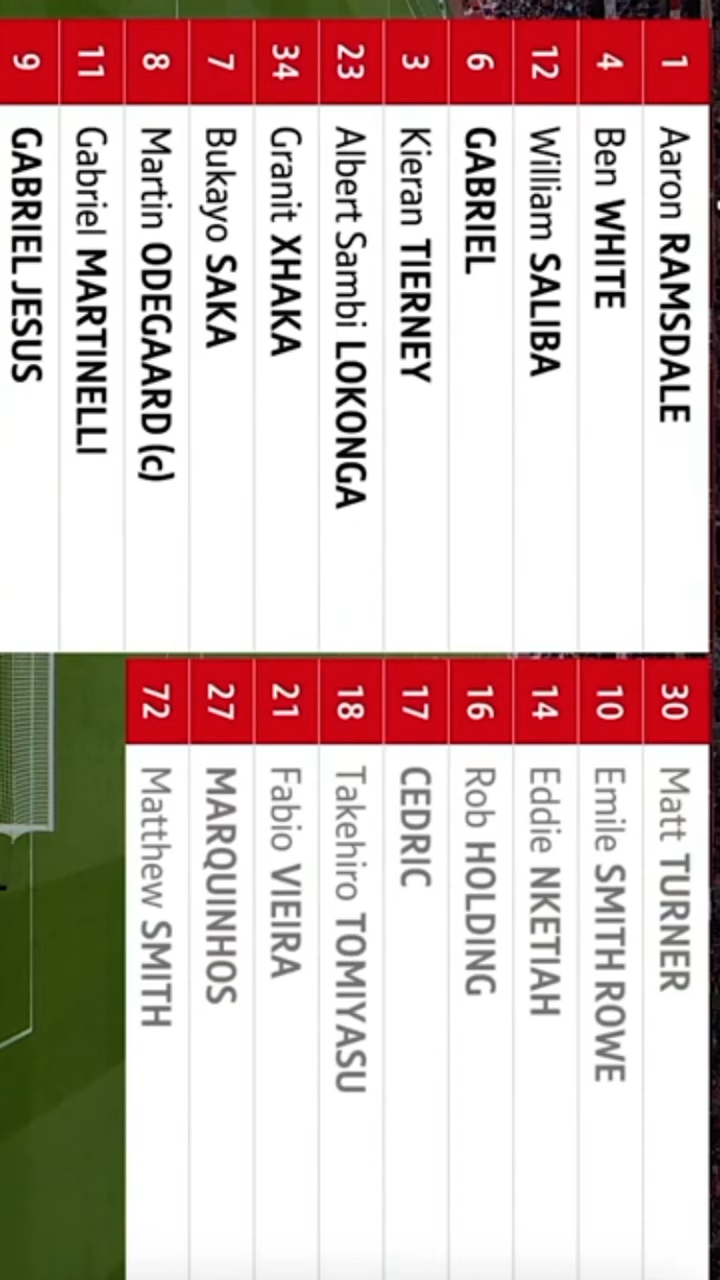 1 Aaron RAMSDALE
4 Ben WHITE
12 William SALIBA
6 GABRIEL
3 Kieran TIERNEY
23 Albert Sambi LOKONGA
34 Granit XHAKA
7 Bukayo SAKA
8 Martin ODEGAARD (c)
11 Gabriel MARTINELLI
9 GABRIEL JESUS
30 Matt TURNER
10 Emile SMITH ROWE
14 Eddie NKETIAH
16 Rob HOLDING
17 CEDRIC
18 Takehiro TOMIYASU
21 Fabio VIEIRA
27 MARQUINHOS
72 Matthew SMITH